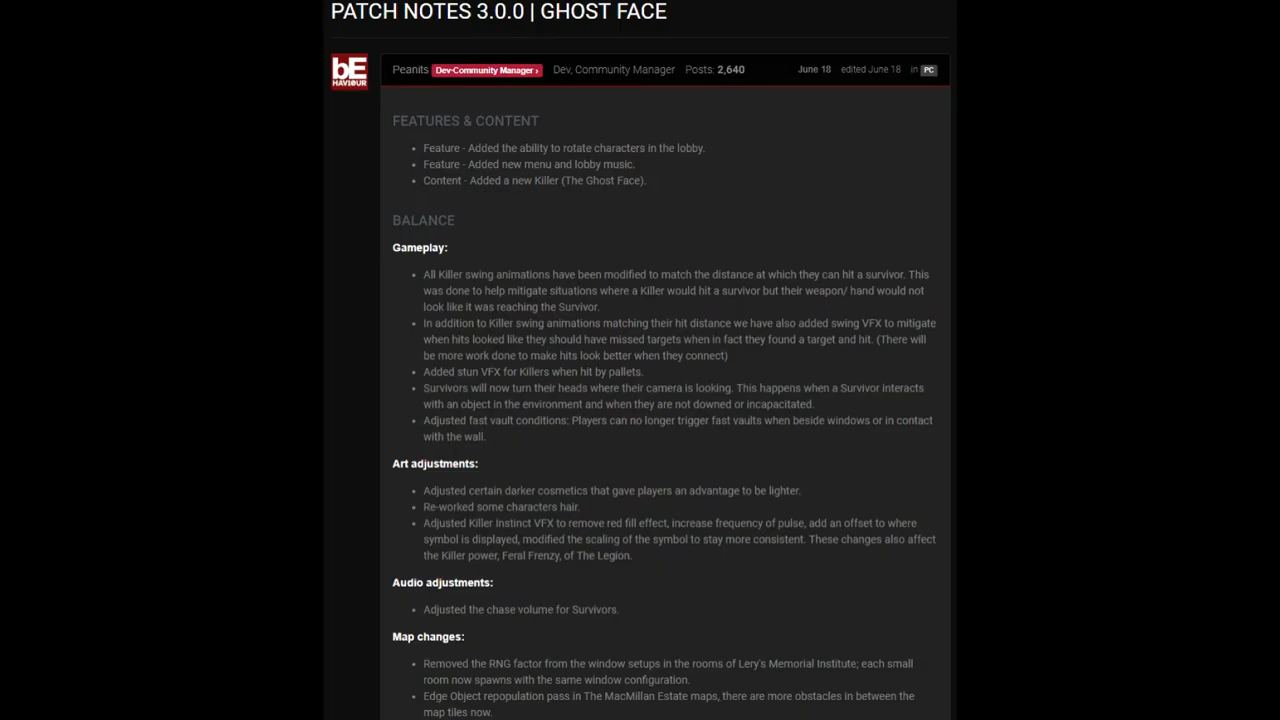 PATCH NOTES 3.0.0 | GHOST FACE
bE
HAVIOUR
Peanits Dev-Community Manager › Dev, Community Manager Posts: 2,640 June 18 edited June 18 in PC
FEATURES & CONTENT
• Feature - Added the ability to rotate characters in the lobby.
• Feature - Added new menu and lobby music.
• Content - Added a new Killer (The Ghost Face).
BALANCE
Gameplay:
• All Killer swing animations have been modified to match the distance at which they can hit a survivor. This
was done to help mitigate situations where a Killer would hit a survivor but their weapon/ hand would not
look like it was reaching the Survivor.
• In addition to Killer swing animations matching their hit distance we have also added swing VFX to mitigate
when hits looked like they should have missed targets when in fact they found a target and hit. (There will
be more work done to make hits look better when they connect)
• Added stun VFX for Killers when hit by pallets.
• Survivors will now turn their heads where their camera is looking. This happens when a Survivor interacts
with an object in the environment and when they are not downed or incapacitated.
• Adjusted fast vault conditions: Players can no longer trigger fast vaults when beside windows or in contact
with the wall.
Art adjustments:
• Adjusted certain darker cosmetics that gave players an advantage to be lighter.
• Re-worked some characters hair.
• Adjusted Killer Instinct VFX to remove red fill effect, increase frequency of pulse, add an offset to where
symbol is displayed, modified the scaling of the symbol to stay more consistent. These changes also affect
the Killer power, Feral Frenzy, of The Legion.
Audio adjustments:
• Adjusted the chase volume for Survivors.
Map changes:
• Removed the RNG factor from the window setups in the rooms of Lery's Memorial Institute; each small
room now spawns with the same window configuration.
• Edge Object repopulation pass in The MacMillan Estate maps, there are more obstacles in between the
map tiles now.